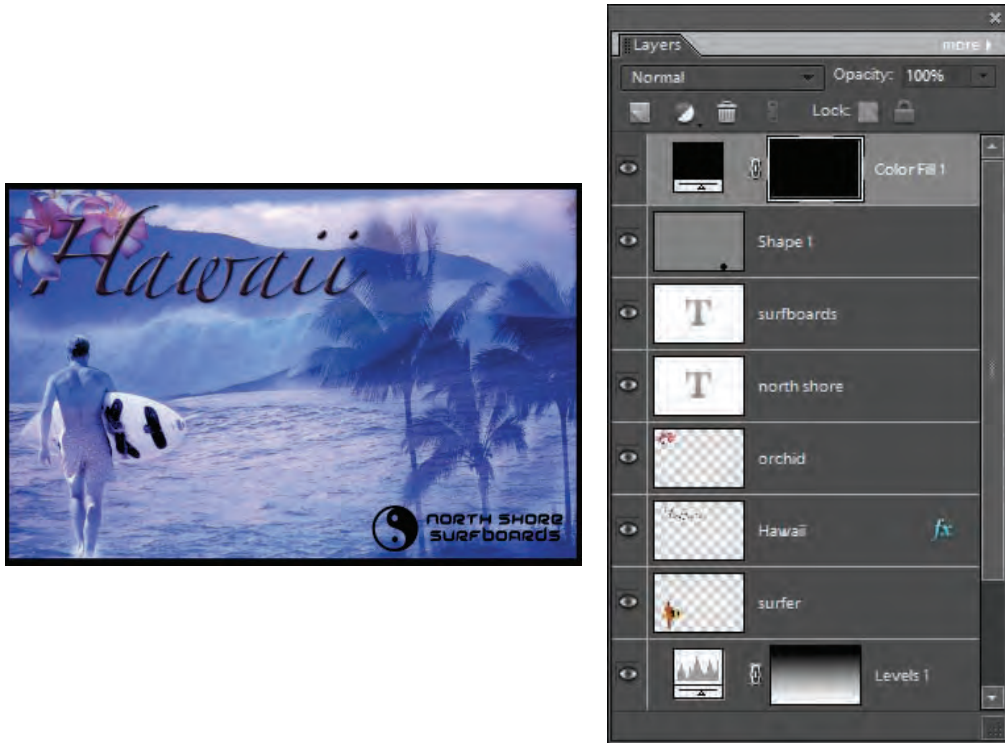 Hawaii
NORTH SHORE
SURFBOARDS
Layers
more
Normal
Opacity: 100%
Lock:
Color Fill 1
Shape 1
T
surfboards
T
north shore
orchid
Hawaii
fx
surfer
Levels 1